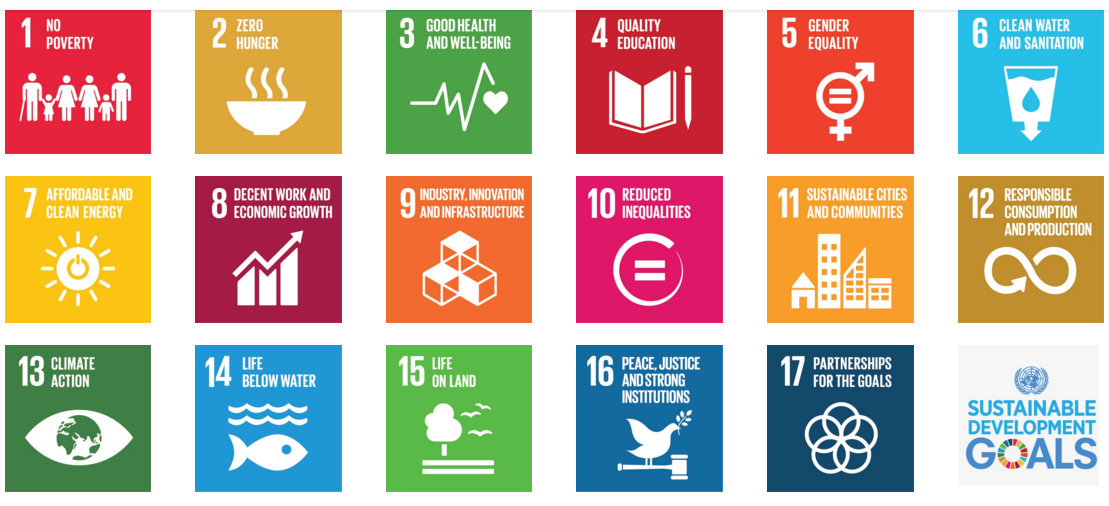 1 NO
POVERTY
2 ZERO
HUNGER
3 GOOD HEALTH
AND WELL-BEING
4 QUALITY
EDUCATION
5 GENDER
EQUALITY
6 CLEAN WATER
AND SANITATION
7 AFFORDABLE AND
CLEAN ENERGY
8 DECENT WORK AND
ECONOMIC GROWTH
9 INDUSTRY, INNOVATION
AND INFRASTRUCTURE
10 REDUCED
INEQUALITIES
11 SUSTAINABLE CITIES
AND COMMUNITIES
12 RESPONSIBLE
CONSUMPTION
AND PRODUCTION
13 CLIMATE
ACTION
14 LIFE
BELOW WATER
15 LIFE
ON LAND
16 PEACE, JUSTICE
AND STRONG
INSTITUTIONS
17 PARTNERSHIPS
FOR THE GOALS
SUSTAINABLE
DEVELOPMENT
GOALS